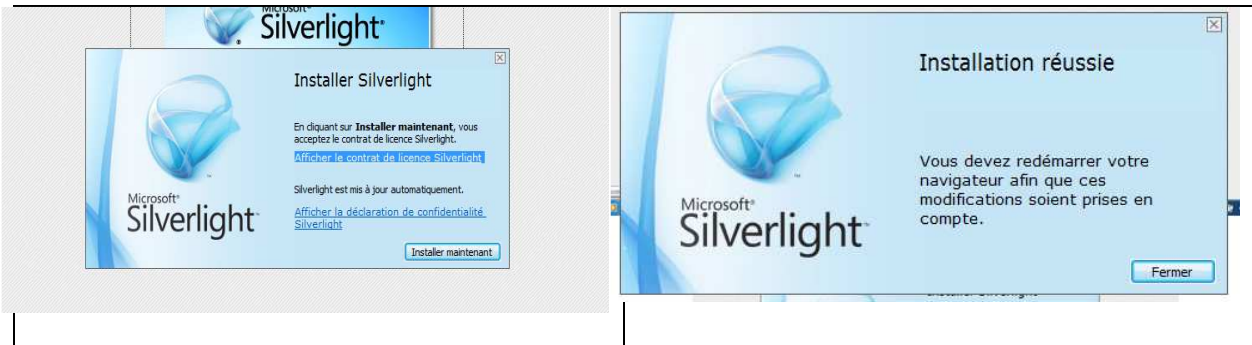 Microsoft
Silverlight®
Installer Silverlight
En cliquant sur Installer maintenant, vous
acceptez le contrat de licence Silverlight.
Afficher le contrat de licence Silverlight
Silverlight est mis à jour automatiquement.
Afficher la déclaration de confidentialité
Silverlight
Microsoft®
Silverlight™
Installer maintenant
Installation réussie
Vous devez redémarrer votre
navigateur afin que ces
modifications soient prises en
compte.
Microsoft®
Silverlight™
Fermer